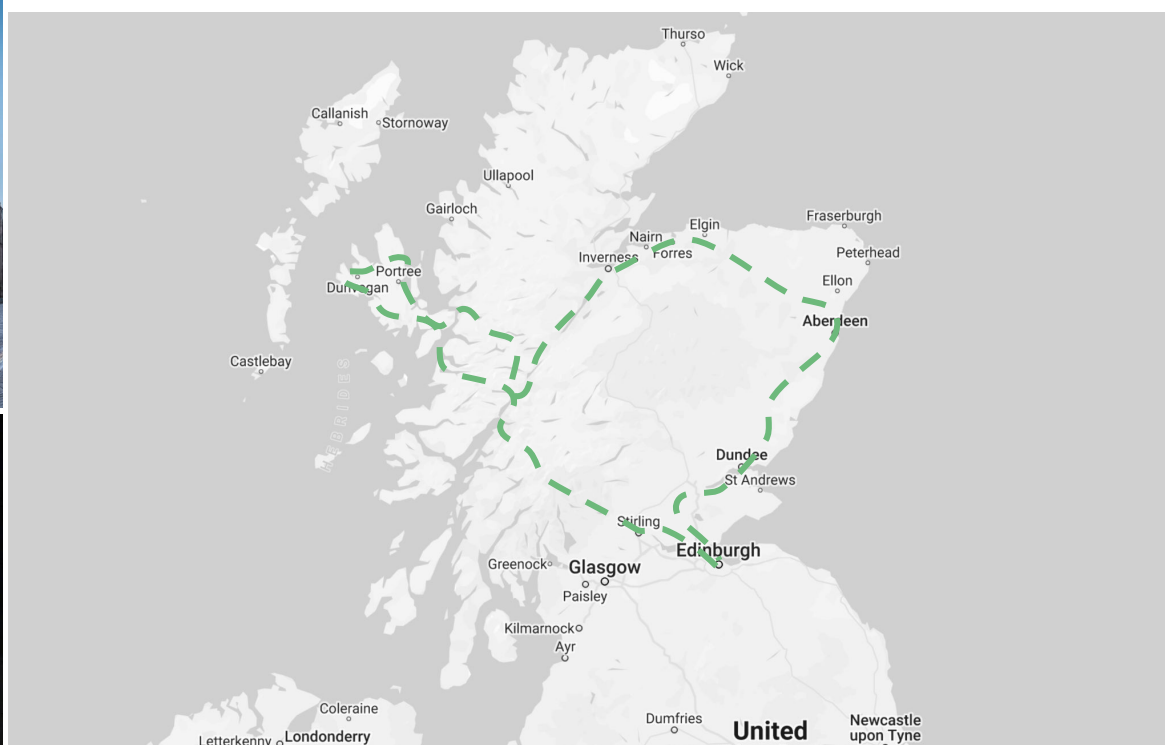 Thurso
Wick
Callanish
Stornoway
Ullapool
Gairloch
Fraserburgh
Elgin
Nairn
Forres
Peterhead
Inverness
Portree
Ellon
Dunvegan
Aberdeen
Castlebay
HEBRIDES
Dundee
St Andrews
Stirling
Edinburgh
Greenock
Glasgow
Paisley
Kilmarnock
Ayr
Coleraine
Dumfries
Newcastle
upon Tyne
United
Londonderry
Letterkenny